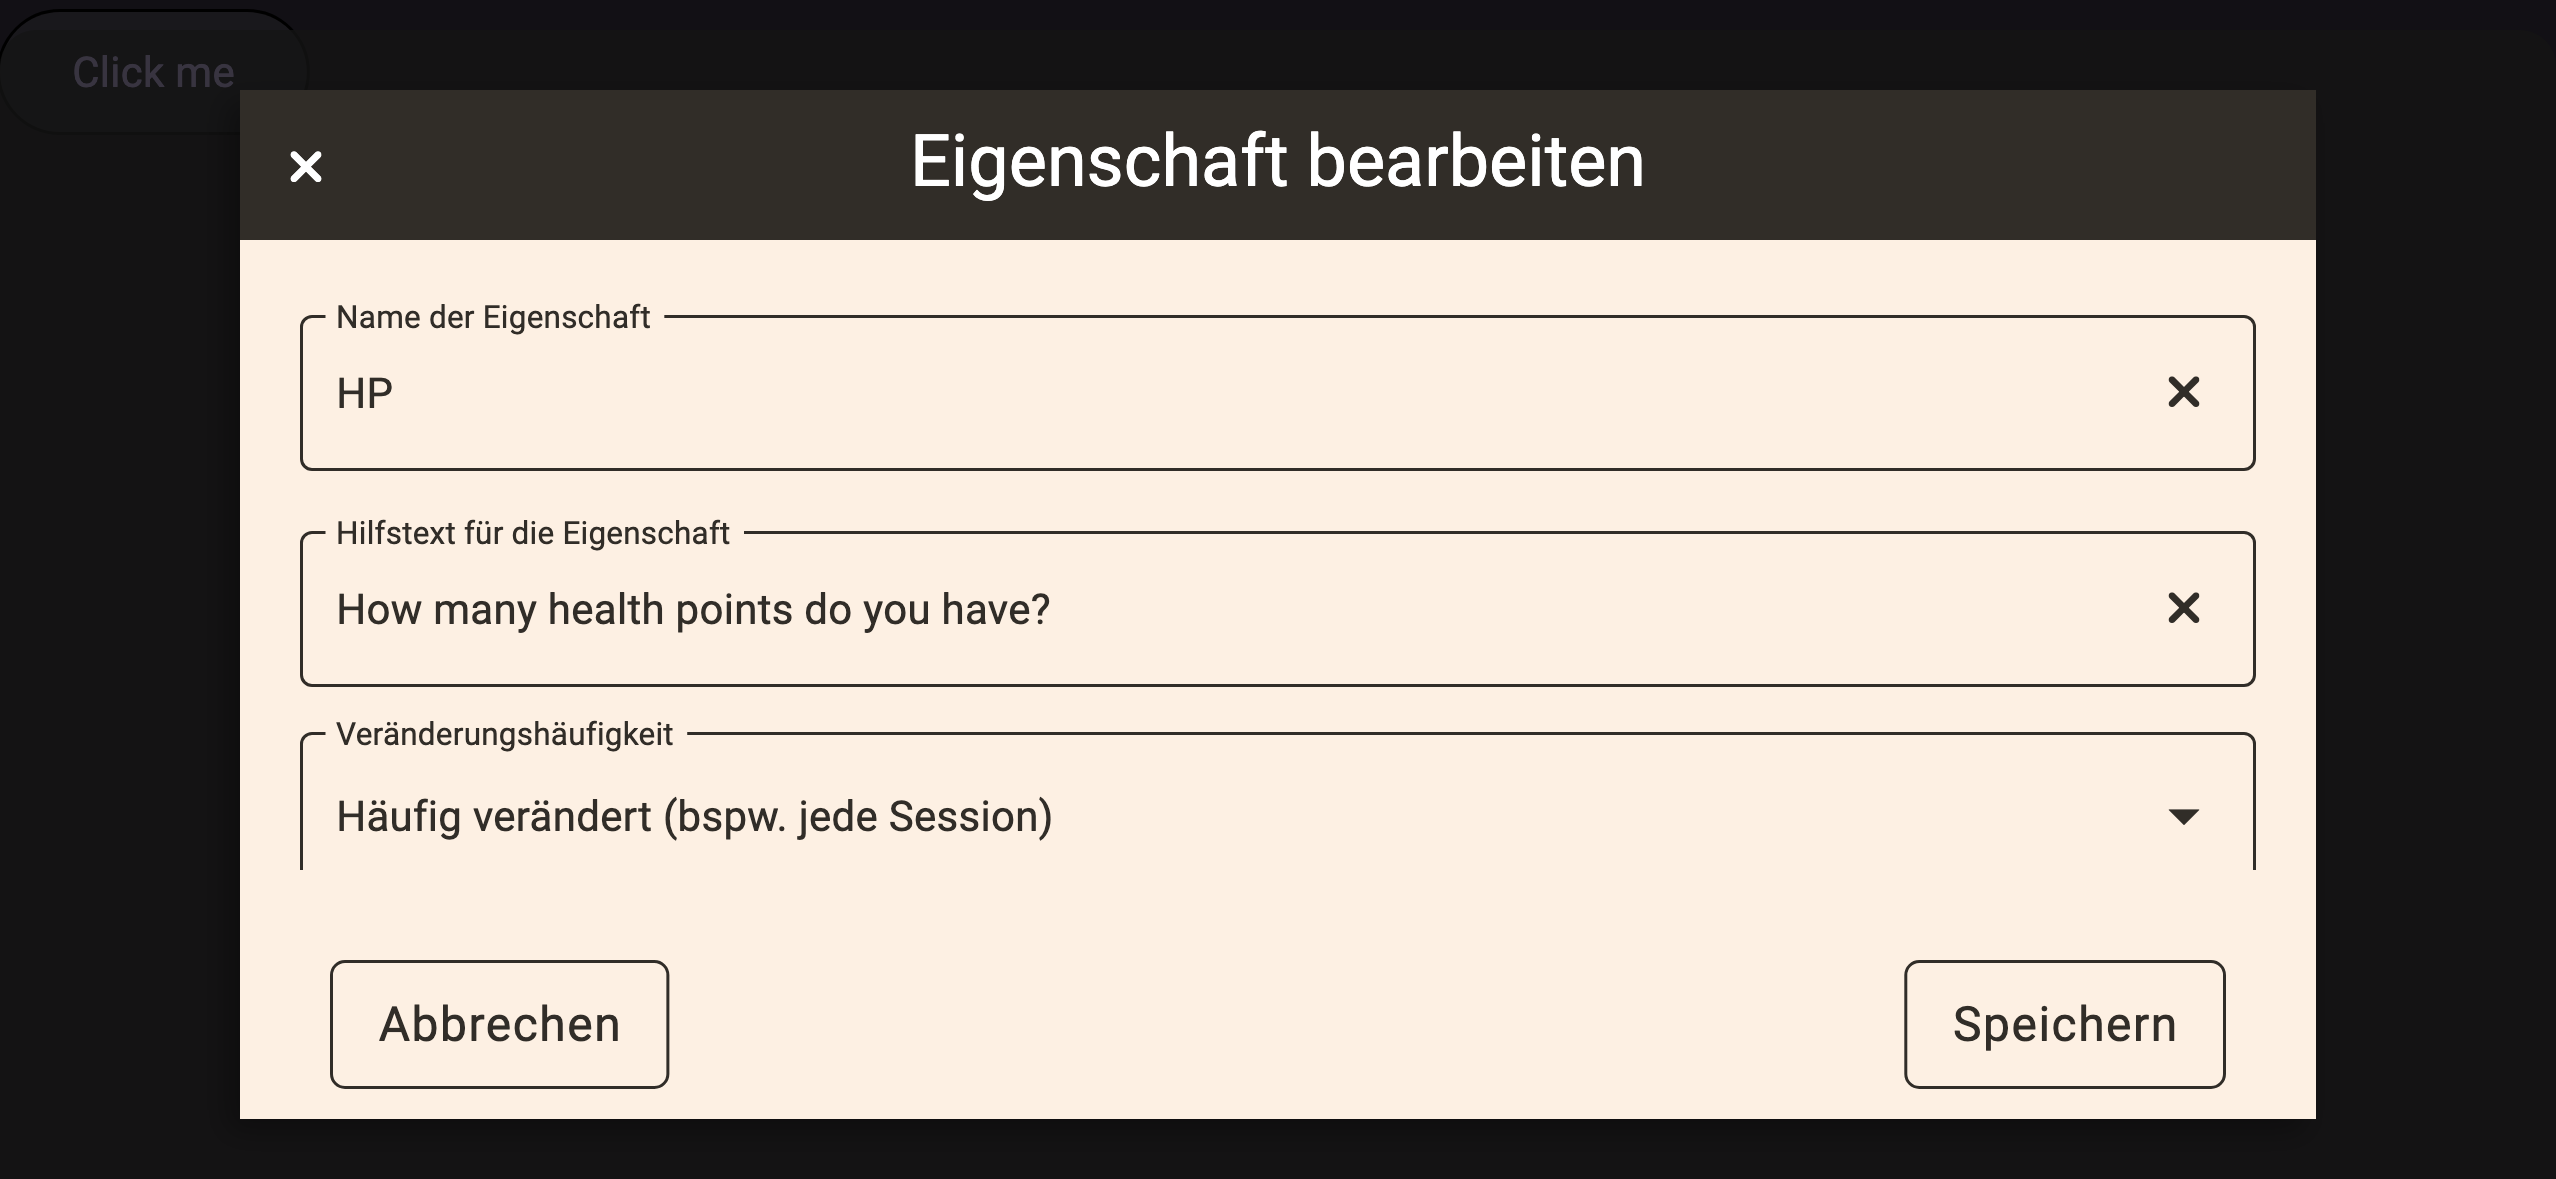 Click me
Eigenschaft bearbeiten
Name der Eigenschaft
HP
Hilfstext für die Eigenschaft
How many health points do you have?
Veränderungshäufigkeit
Häufig verändert (bspw. jede Session)
Abbrechen
Speichern